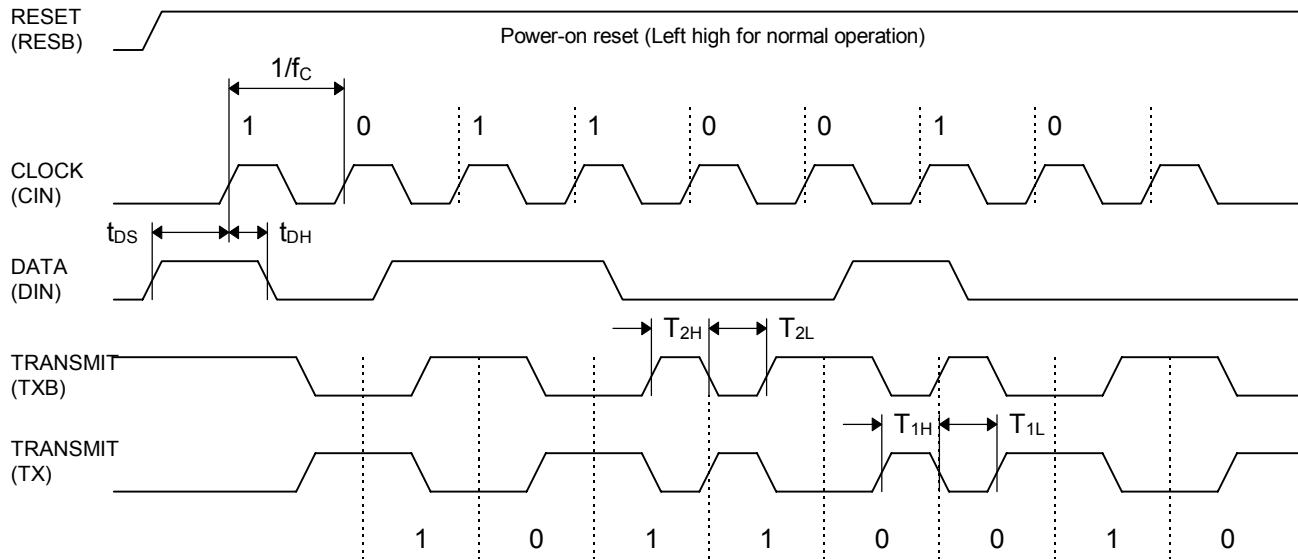 RESET
(RESB)
Power-on reset (Left high for normal operation)
1/fC
1 0 1 1 0 0 1 0
CLOCK
(CIN)
tDS tDH
DATA
(DIN)
T2H T2L
TRANSMIT
(TXB)
T1H T1L
TRANSMIT
(TX)
1 0 1 1 0 0 1 0